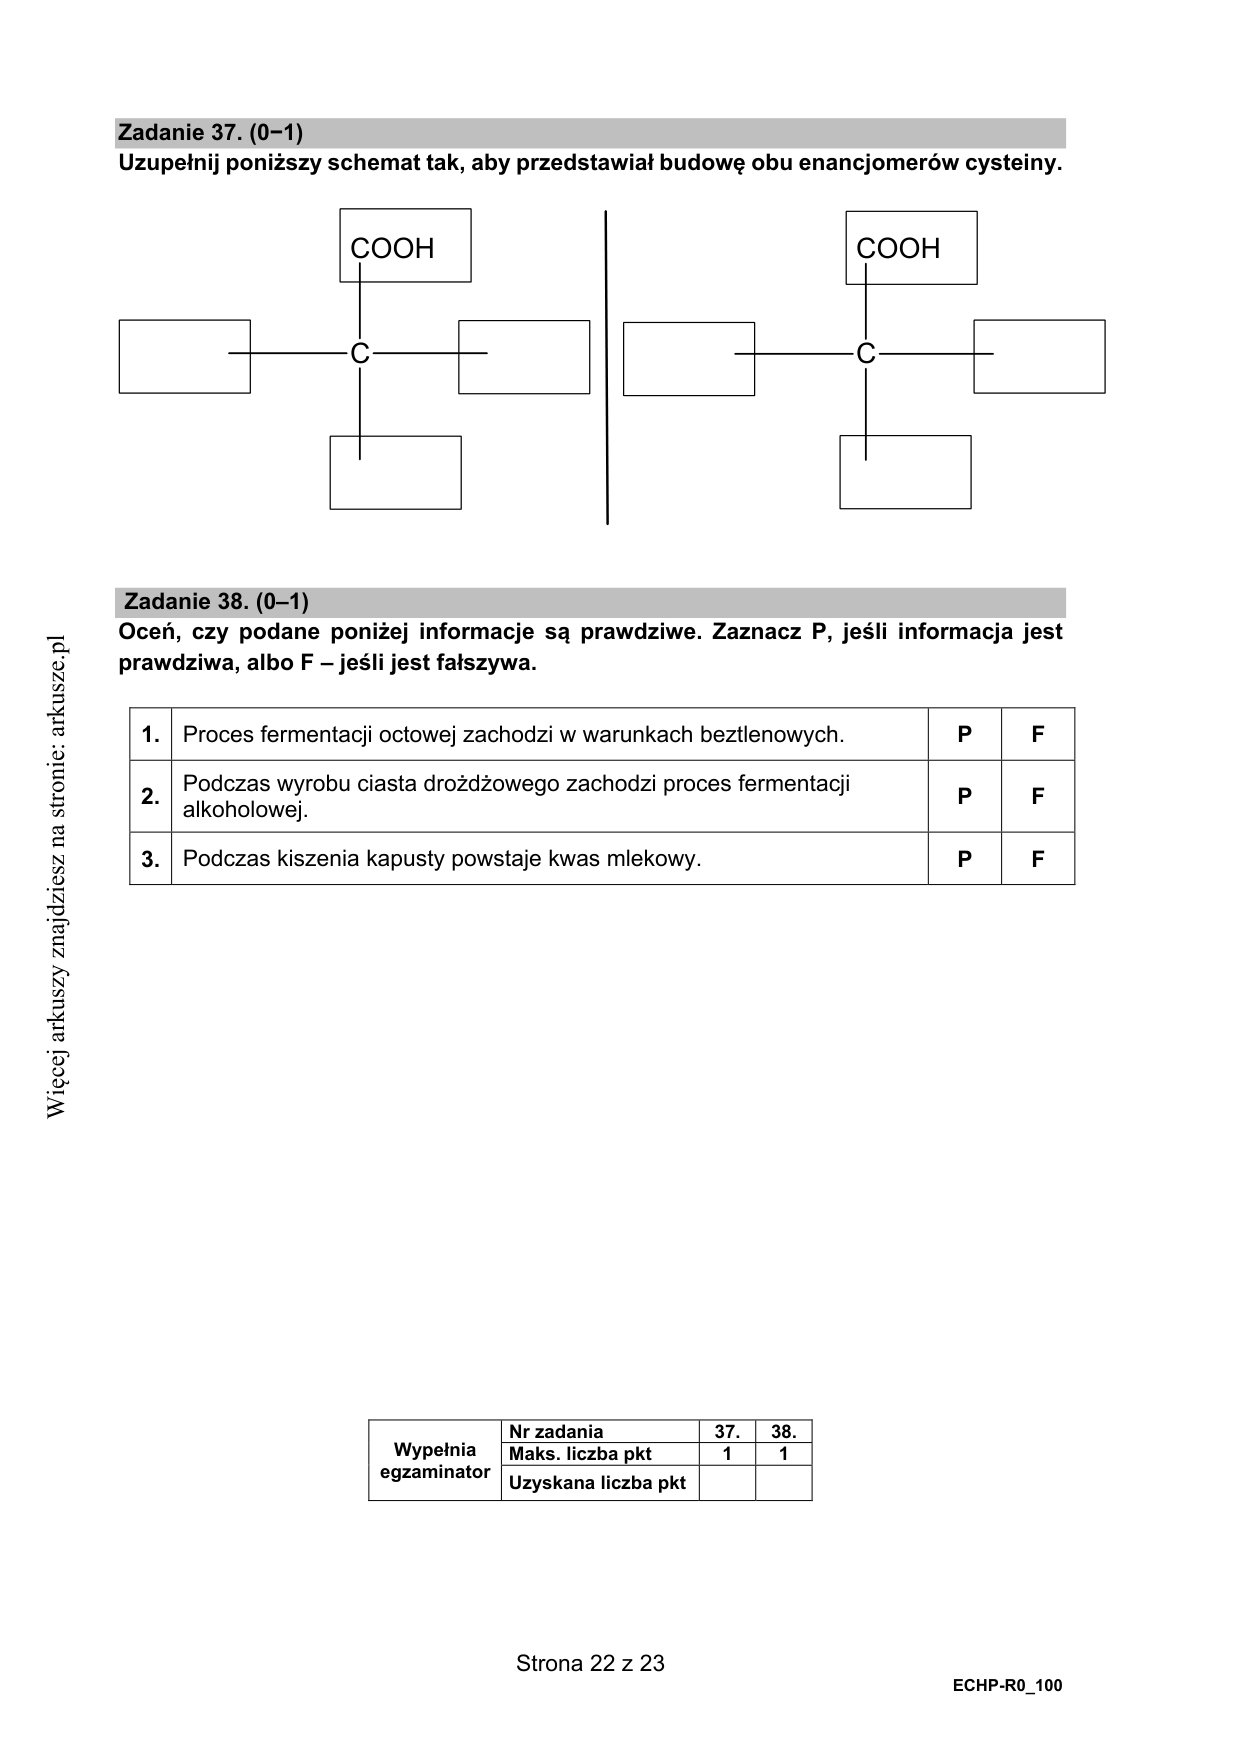 Zadanie 37. (0−1)
Uzupełnij poniższy schemat tak, aby przedstawiał budowę obu enancjomerów cysteiny.
COOH
C
COOH
C
Zadanie 38. (0–1)
Oceń, czy podane poniżej informacje są prawdziwe. Zaznacz P, jeśli informacja jest
prawdziwa, albo F – jeśli jest fałszywa.
1. Proces fermentacji octowej zachodzi w warunkach beztlenowych. P F
2. Podczas wyrobu ciasta drożdżowego zachodzi proces fermentacji
alkoholowej. P F
3. Podczas kiszenia kapusty powstaje kwas mlekowy. P F
Więcej arkuszy znajdziesz na stronie: arkusze.pl
Wypełnia
egzaminator
Nr zadania 37. 38.
Maks. liczba pkt 1 1
Uzyskana liczba pkt
Strona 22 z 23
ECHP-R0_100